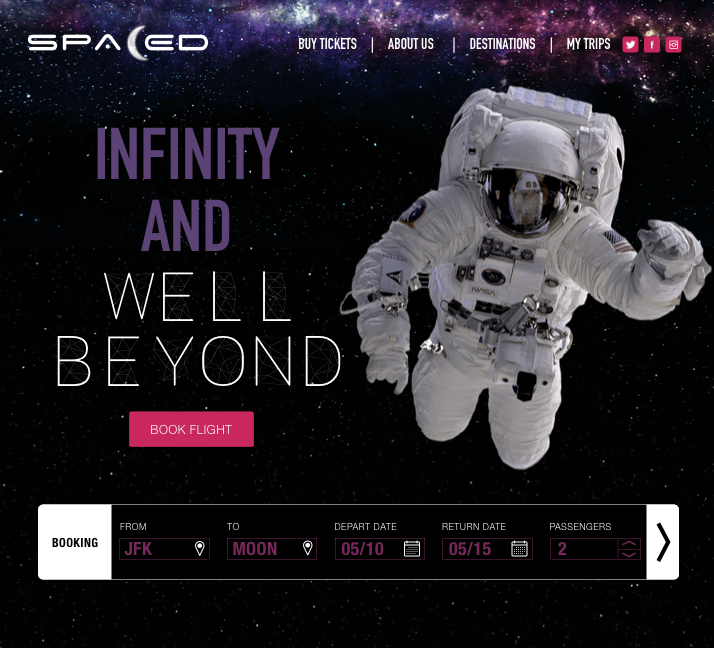 SPACED
BUY TICKETS | ABOUT US | DESTINATIONS | MY TRIPS
INFINITY
AND
WELL
BEYOND
BOOK FLIGHT
BOOKING
FROM TO DEPART DATE RETURN DATE PASSENGERS
JFK MOON 05/10 05/15 2
NASA